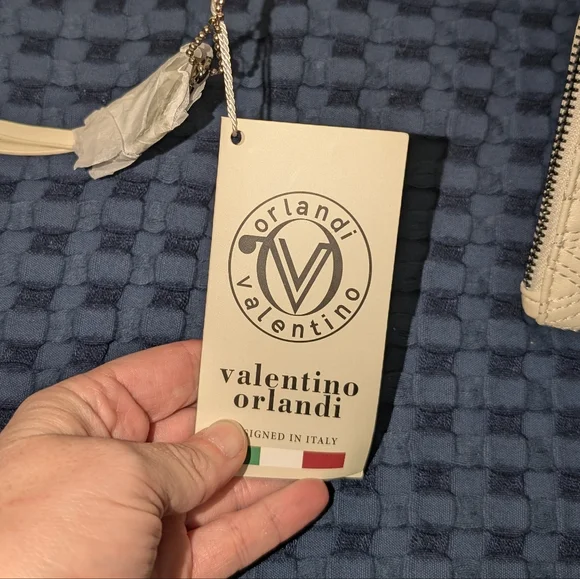 orlandi
valentino
valentino
orlandi
SIGNED IN ITALY